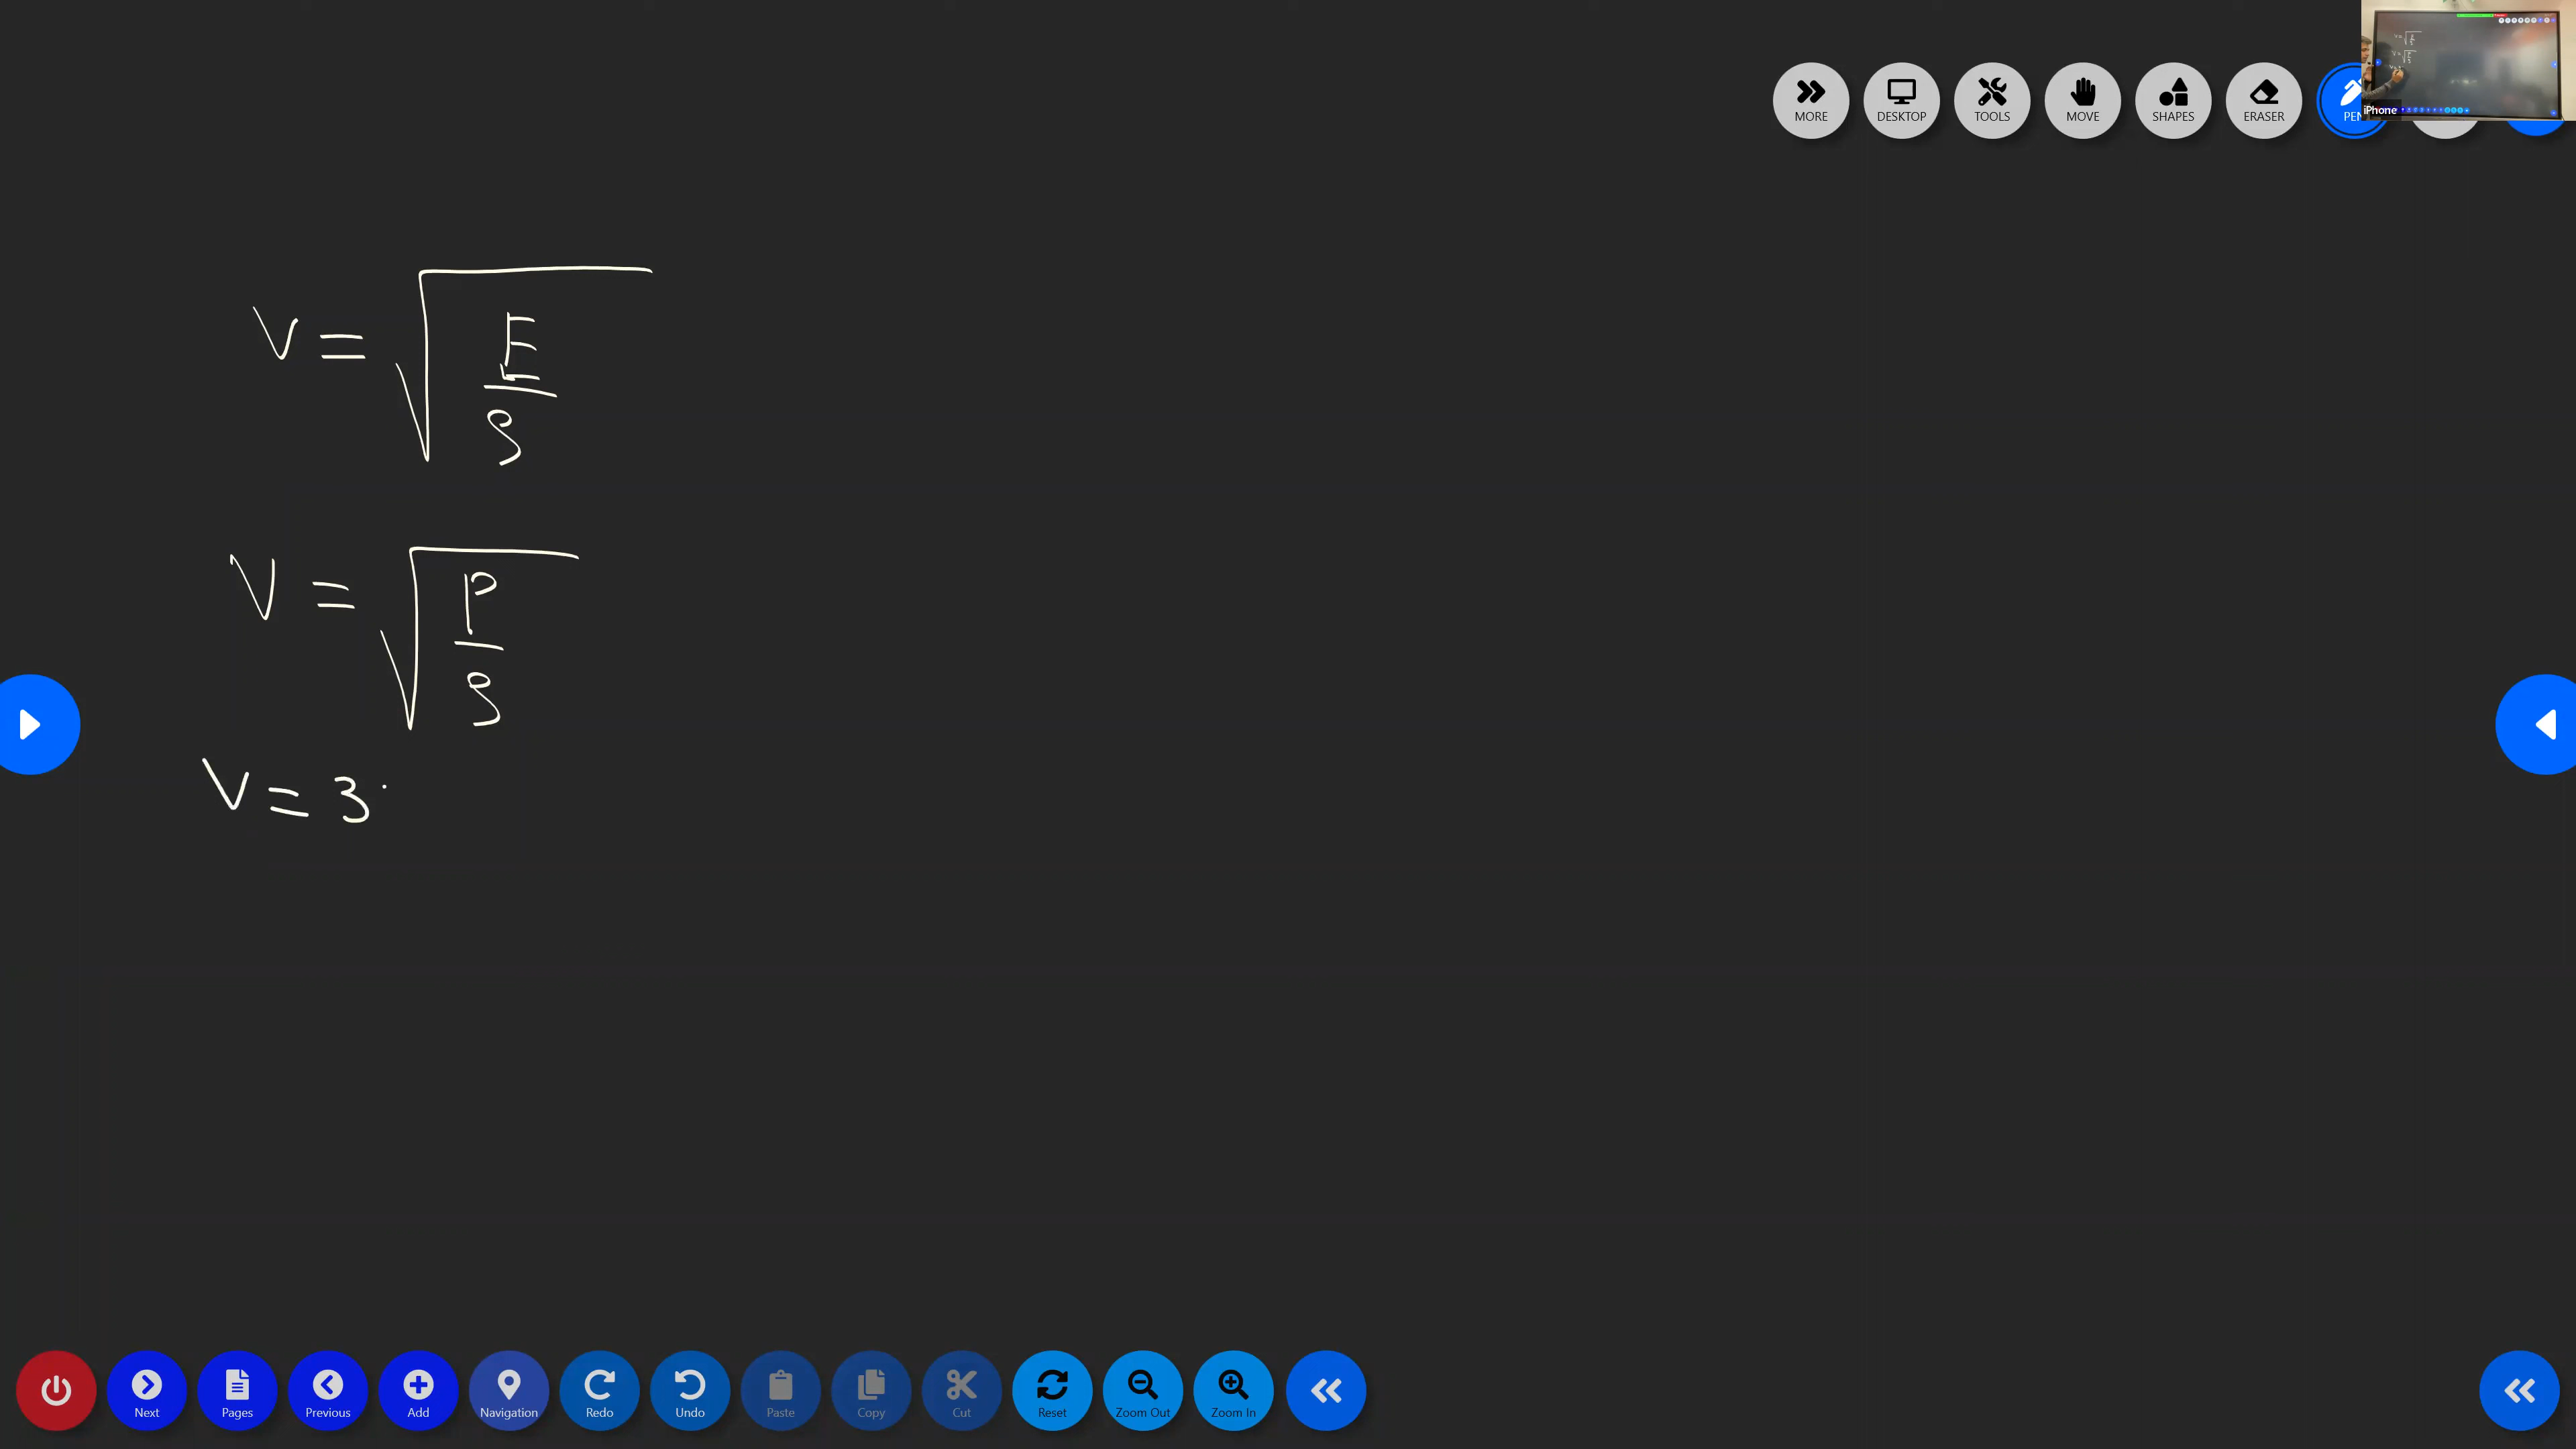 MORE DESKTOP TOOLS MOVE SHAPES ERASER PEN
iPhone
V = √(E/ρ)
V = √(P/ρ)
V = 3·
Next Pages Previous Add Navigation Redo Undo Paste Copy Cut Reset Zoom Out Zoom In